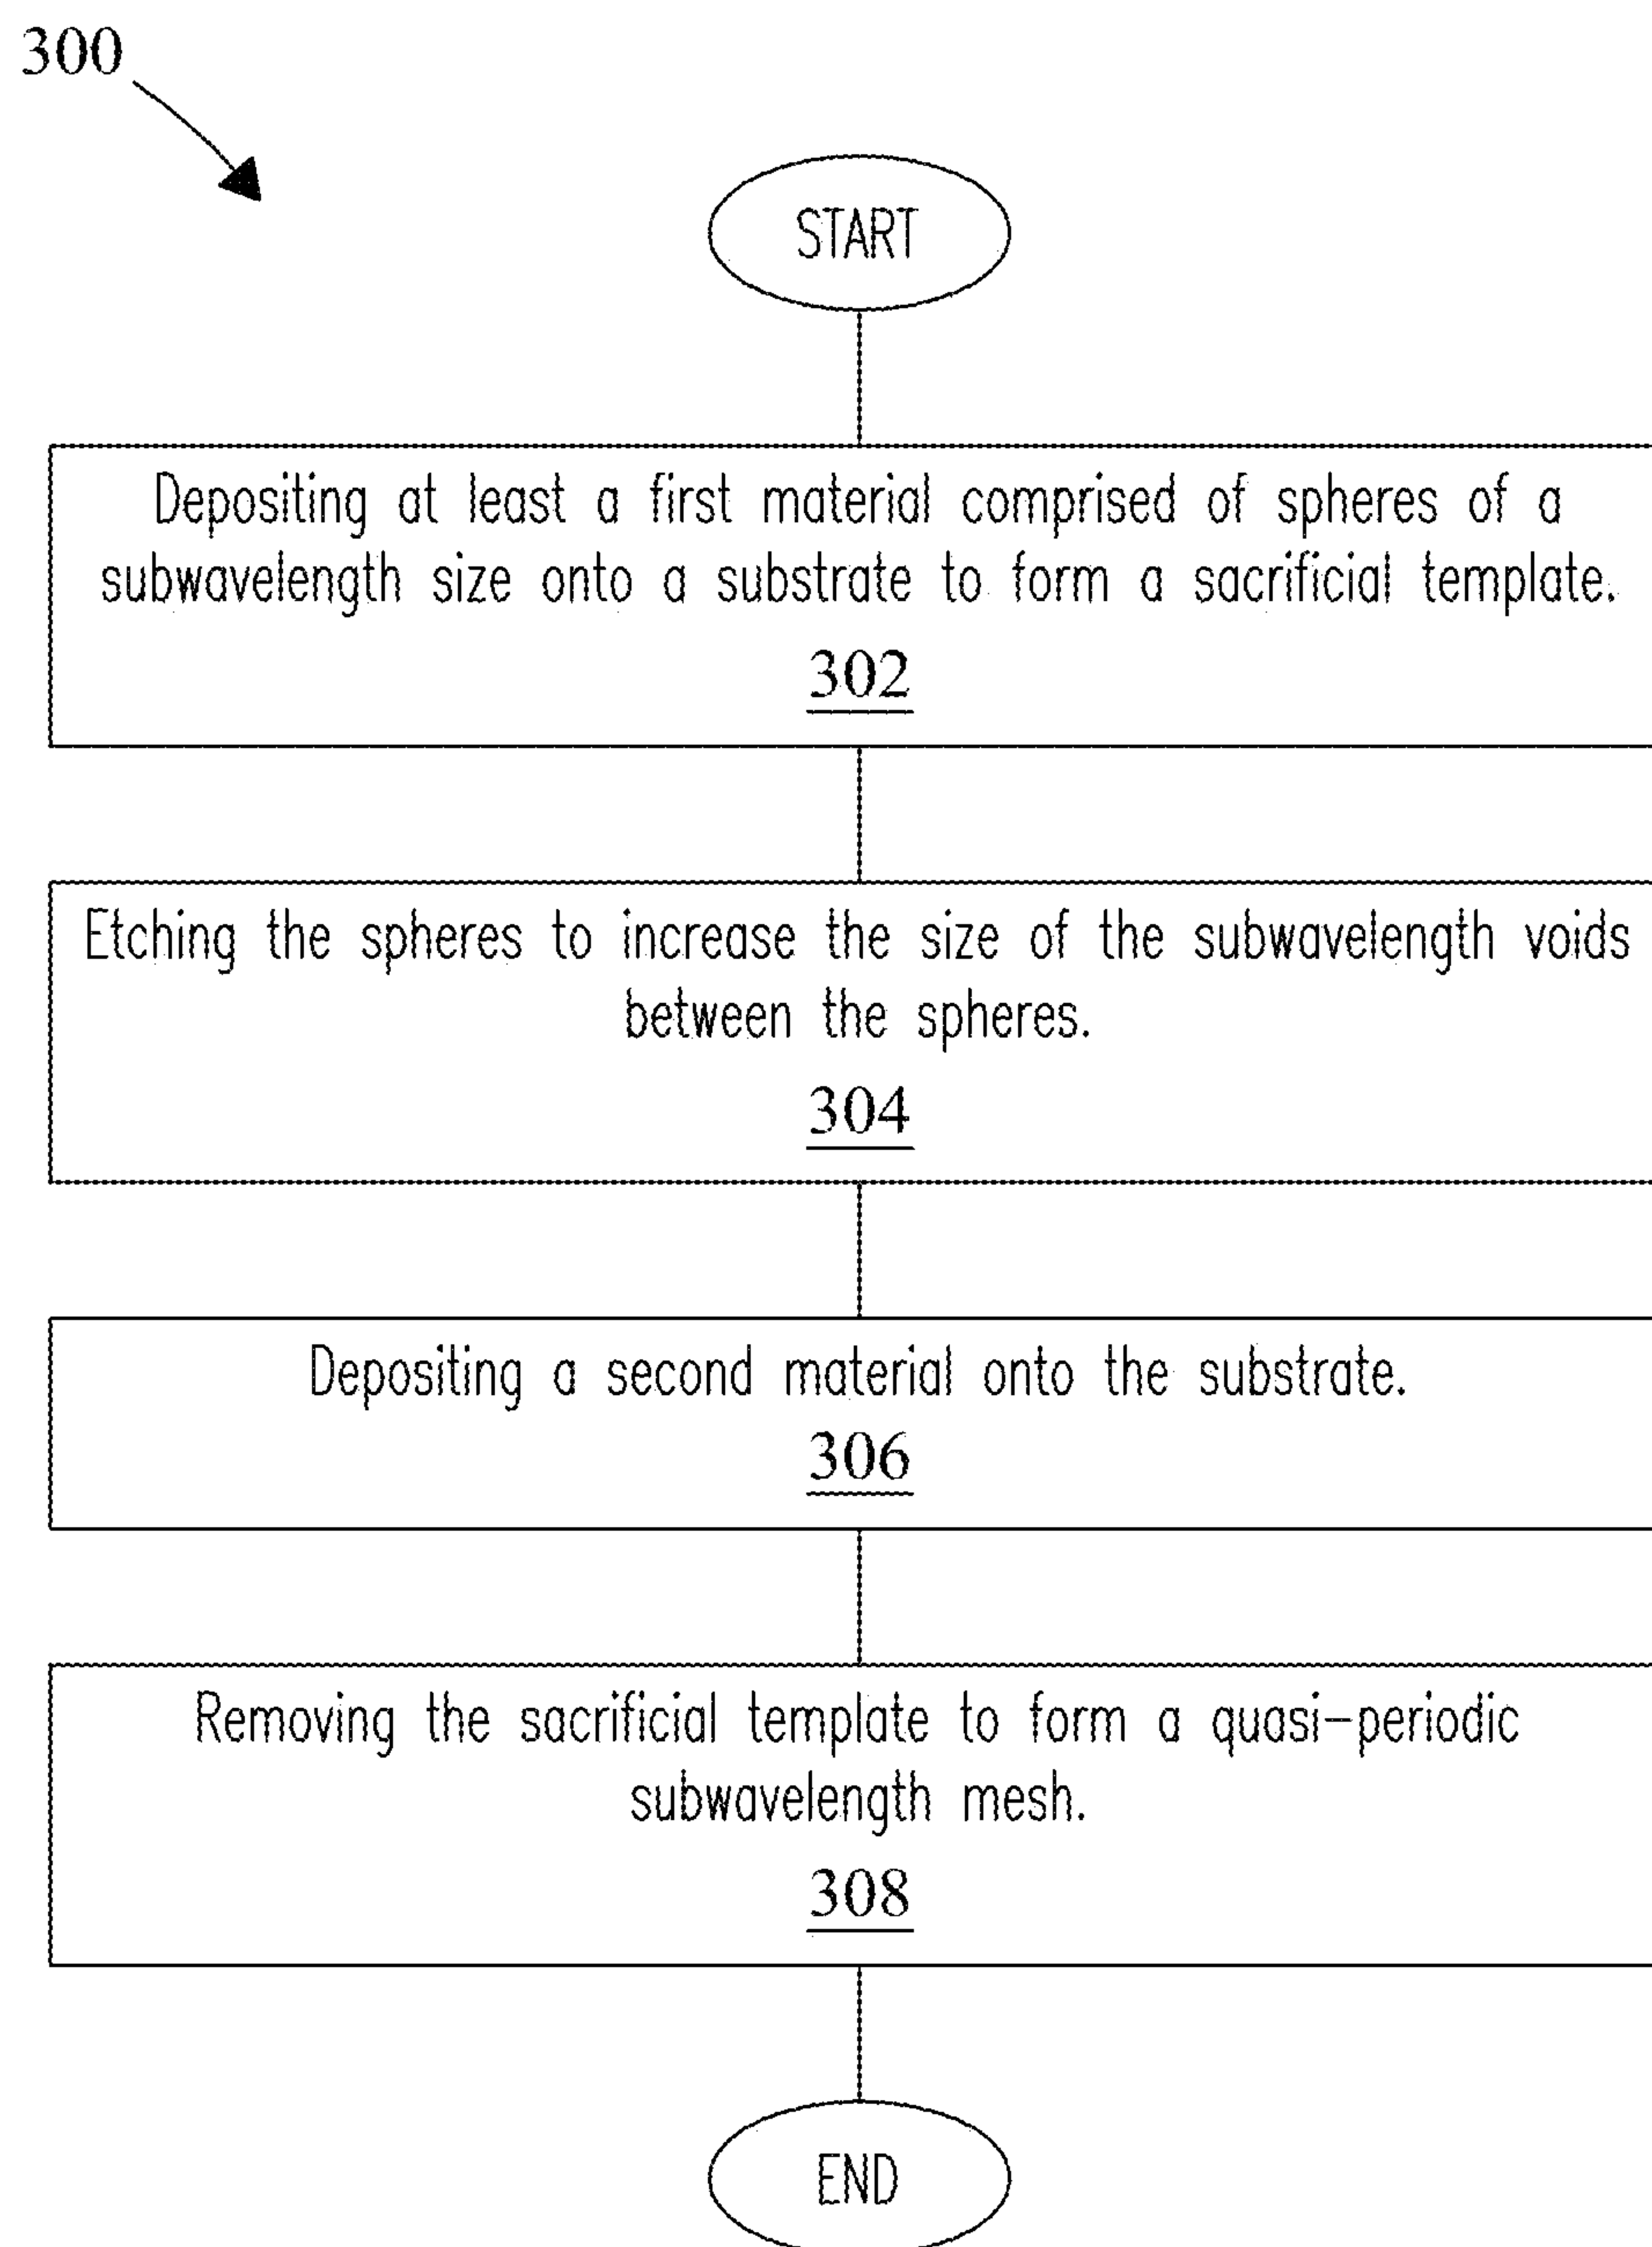 300
START
Depositing at least a first material comprised of spheres of a
subwavelength size onto a substrate to form a sacrificial template.
302
Etching the spheres to increase the size of the subwavelength voids
between the spheres.
304
Depositing a second material onto the substrate.
306
Removing the sacrificial template to form a quasi-periodic
subwavelength mesh.
308
END